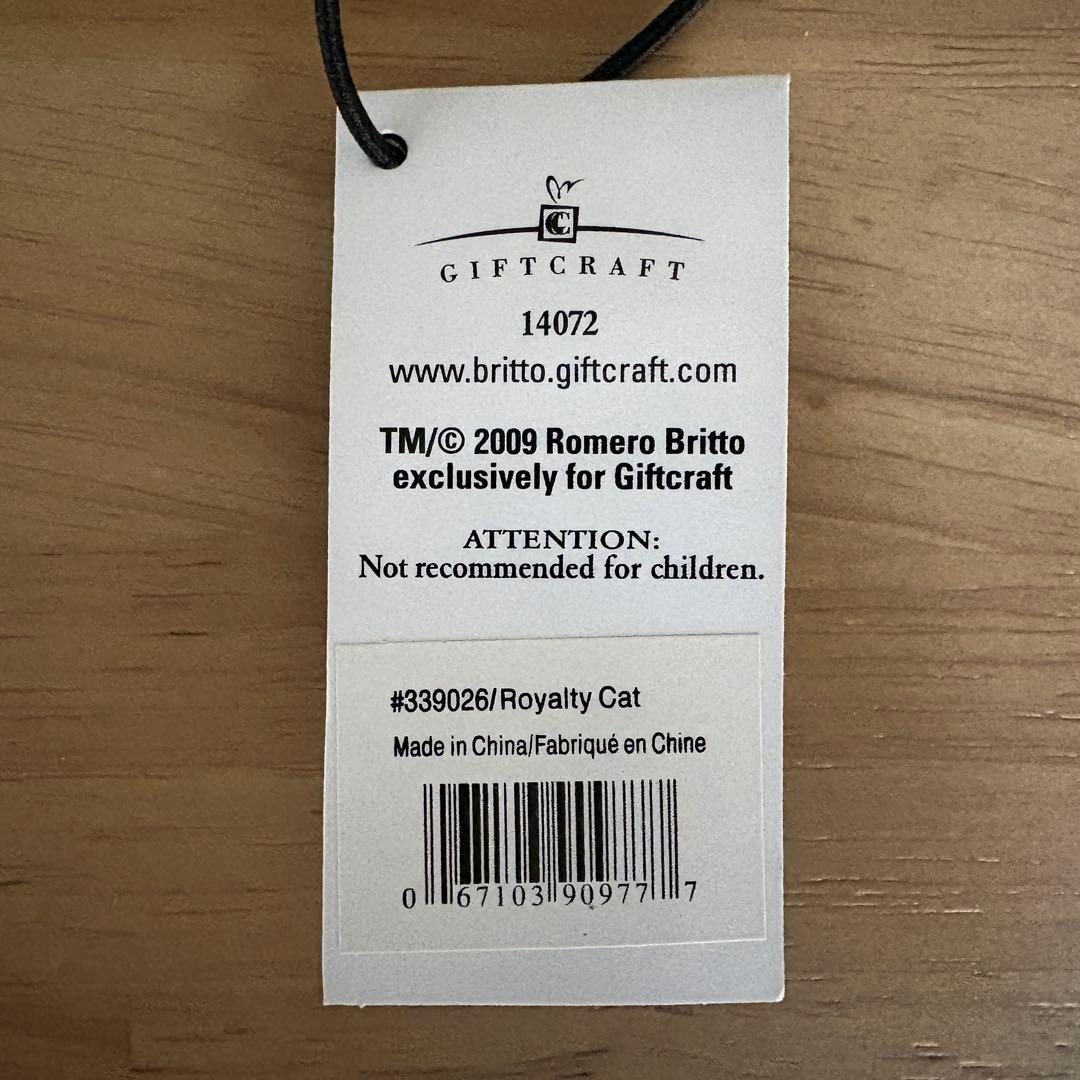 GC
GIFTCRAFT
14072
www.britto.giftcraft.com
TM/© 2009 Romero Britto
exclusively for Giftcraft
ATTENTION:
Not recommended for children.
#339026/Royalty Cat
Made in China/Fabriqué en Chine
0 67103 90977 7